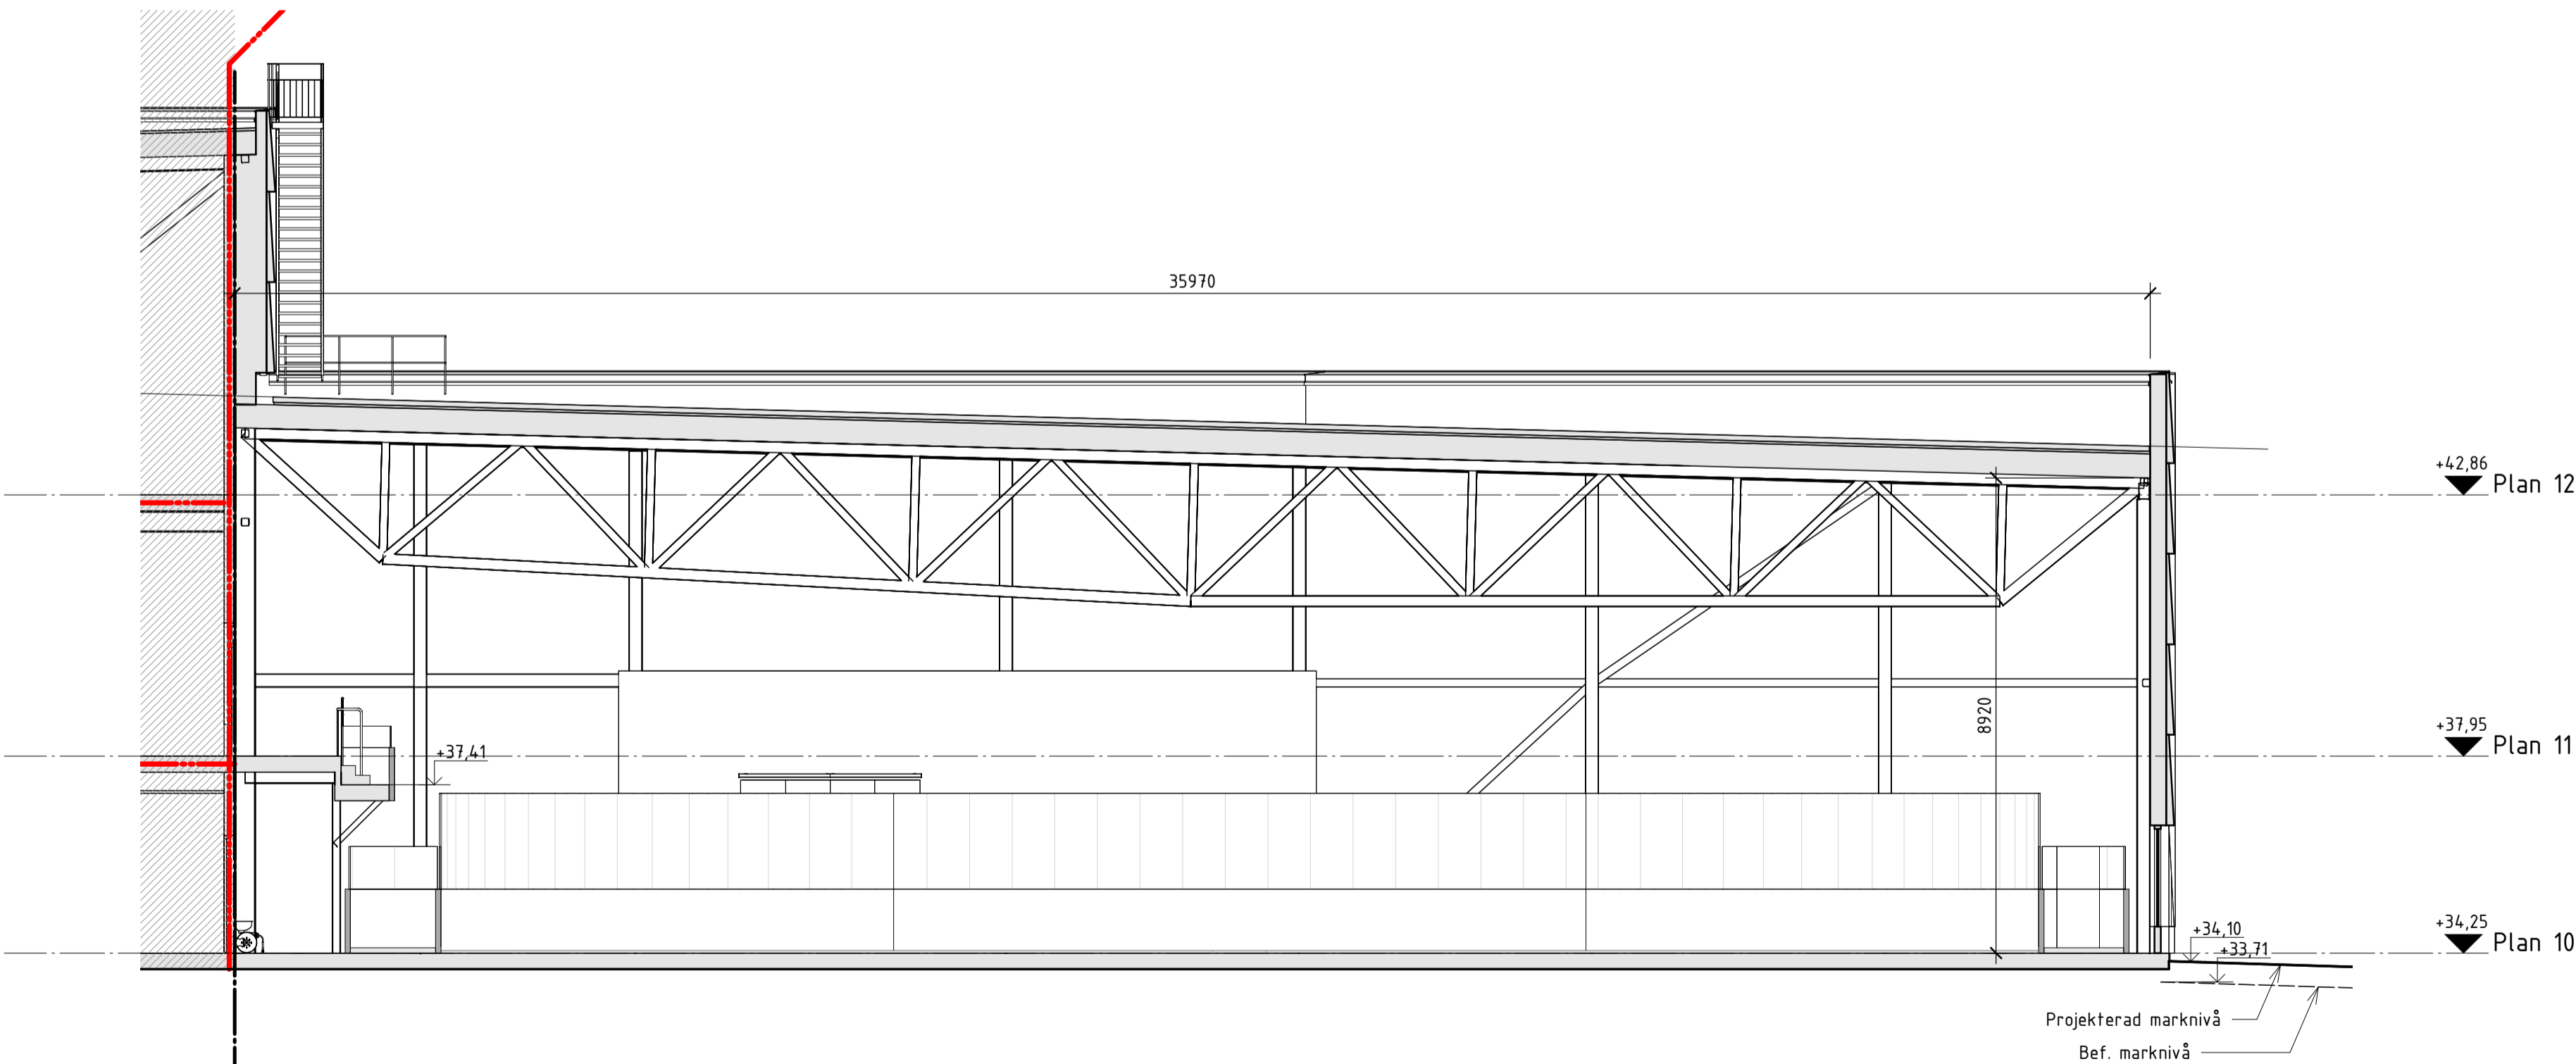 35970
+42,86
Plan 12
8920
+37,41
+37,95
Plan 11
+34,25
Plan 10
+34,10
+33,71
Projekterad marknivå
Bef. marknivå